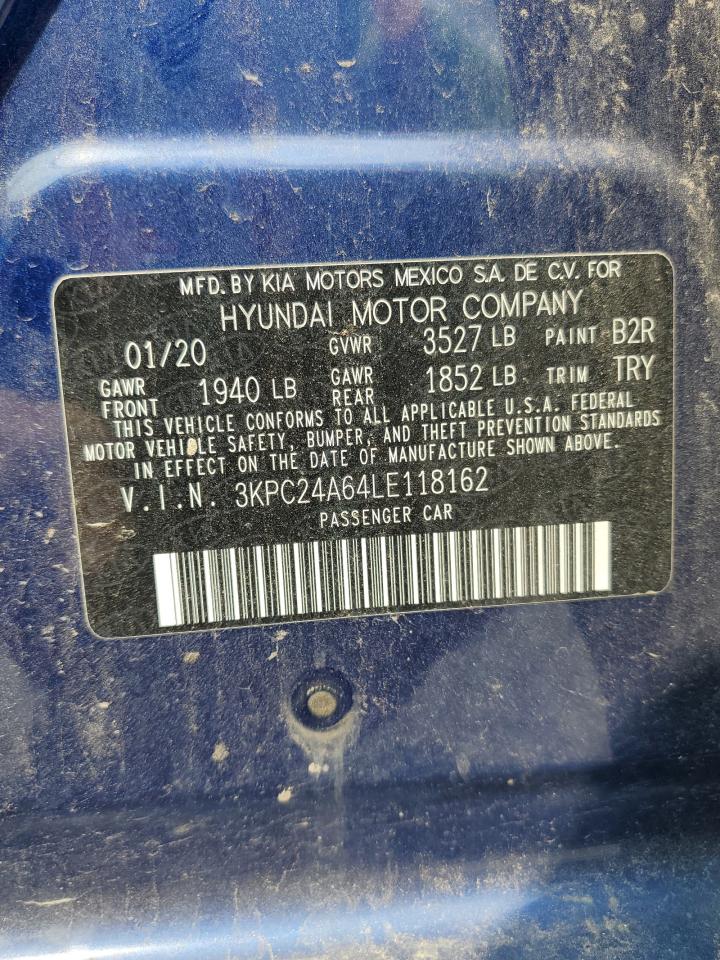 MFD. BY KIA MOTORS MEXICO S.A. DE C.V. FOR
HYUNDAI MOTOR COMPANY
01/20 GVWR 3527 LB PAINT B2R
GAWR FRONT 1940 LB GAWR REAR 1852 LB TRIM TRY
THIS VEHICLE CONFORMS TO ALL APPLICABLE U.S.A. FEDERAL
MOTOR VEHICLE SAFETY, BUMPER, AND THEFT PREVENTION STANDARDS
IN EFFECT ON THE DATE OF MANUFACTURE SHOWN ABOVE.
V.I.N. 3KPC24A64LE118162
PASSENGER CAR